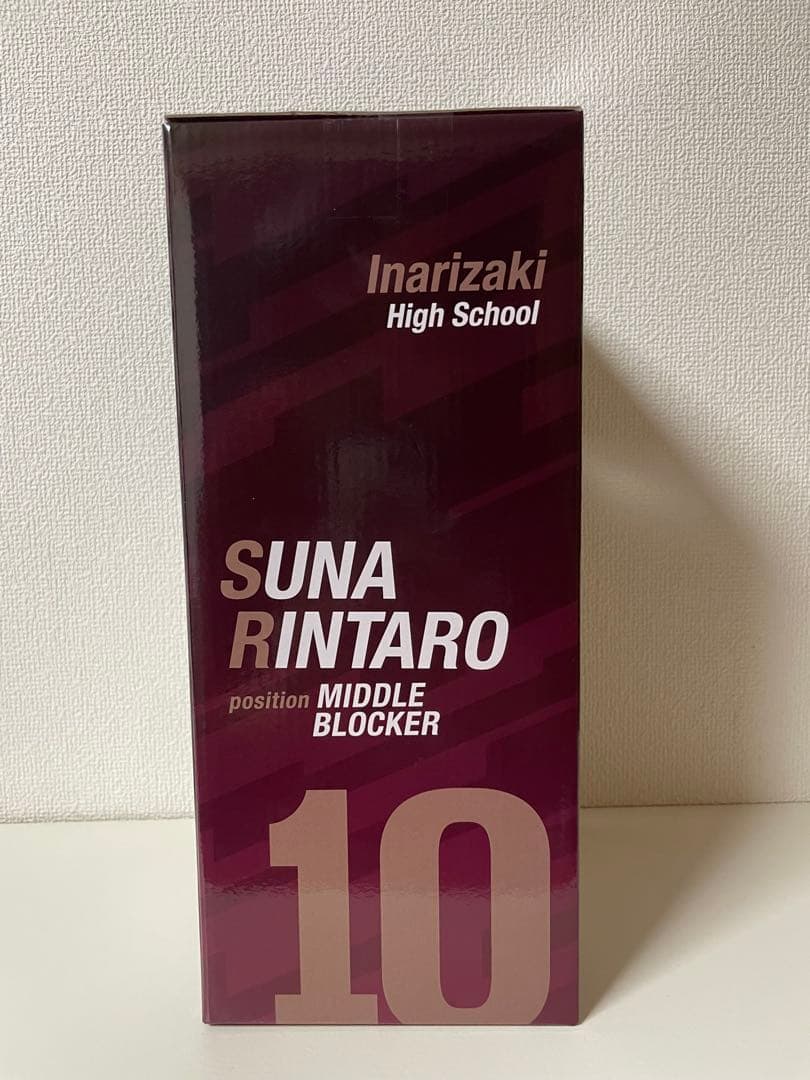 Inarizaki
High School
SUNA
RINTARO
position MIDDLE
BLOCKER
10